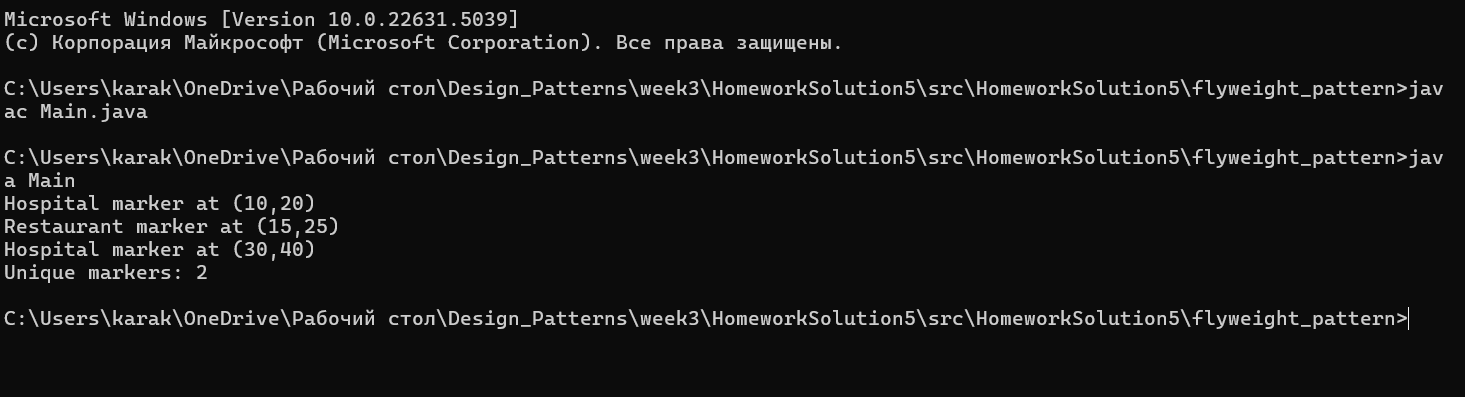 Microsoft Windows [Version 10.0.22631.5039]
(c) Корпорация Майкрософт (Microsoft Corporation). Все права защищены.
C:\Users\karak\OneDrive\Рабочий стол\Design_Patterns\week3\HomeworkSolution5\src\HomeworkSolution5\flyweight_pattern>jav
ac Main.java
C:\Users\karak\OneDrive\Рабочий стол\Design_Patterns\week3\HomeworkSolution5\src\HomeworkSolution5\flyweight_pattern>jav
a Main
Hospital marker at (10,20)
Restaurant marker at (15,25)
Hospital marker at (30,40)
Unique markers: 2
C:\Users\karak\OneDrive\Рабочий стол\Design_Patterns\week3\HomeworkSolution5\src\HomeworkSolution5\flyweight_pattern>